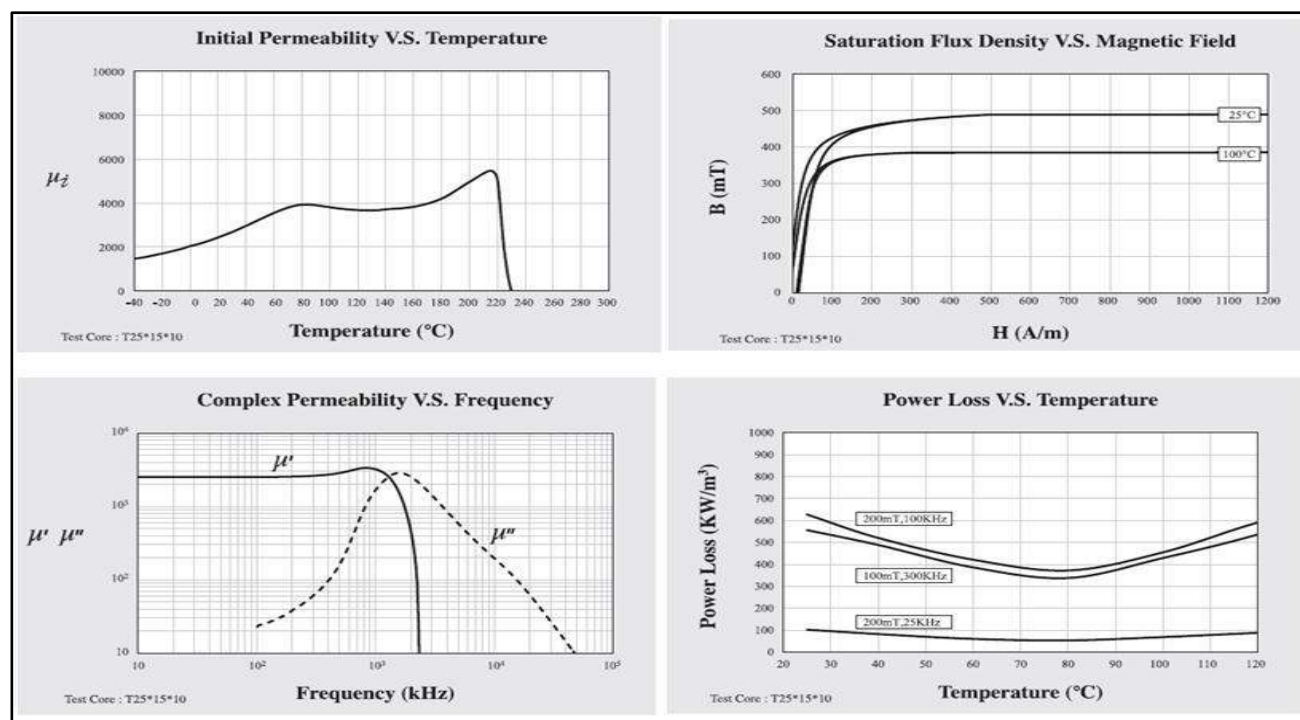 Initial Permeability V.S. Temperature
10000
8000
6000
4000
2000
0
μi
-40 -20 0 20 40 60 80 100 120 140 160 180 200 220 240 260 280 300
Temperature (°C)
Test Core : T25*15*10
Saturation Flux Density V.S. Magnetic Field
600
500
400
300
200
100
0
B (mT)
25°C
100°C
0 100 200 300 400 500 600 700 800 900 1000 1100 1200
H (A/m)
Test Core : T25*15*10
Complex Permeability V.S. Frequency
10⁴
10³
10²
10
μ' μ"
μ'
μ"
10 10² 10³ 10⁴ 10⁵
Frequency (kHz)
Test Core : T25*15*10
Power Loss V.S. Temperature
1000
900
800
700
600
500
400
300
200
100
0
Power Loss (KW/m³)
200mT,100KHz
100mT,300KHz
200mT,25KHz
20 30 40 50 60 70 80 90 100 110 120
Temperature (°C)
Test Core : T25*15*10